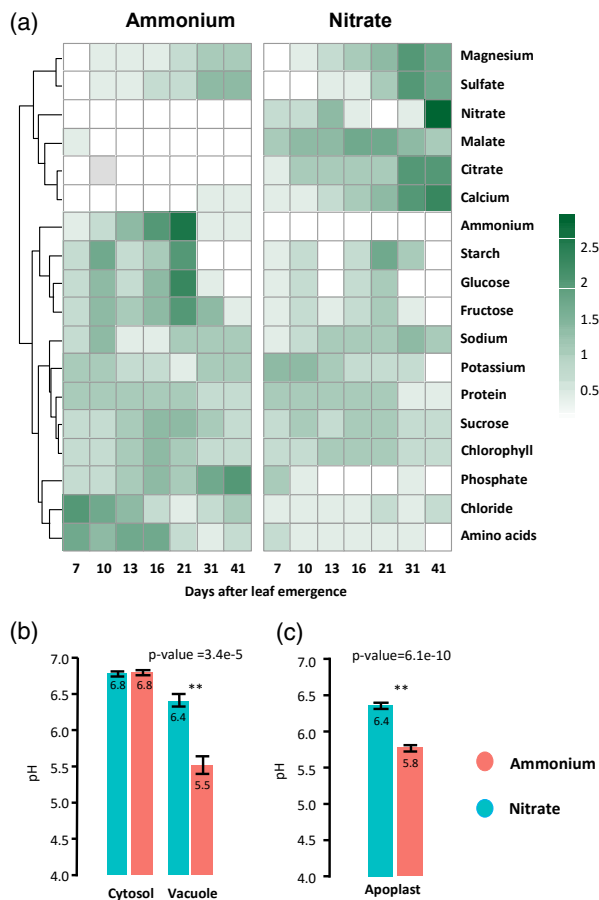 (a)
Ammonium Nitrate
Magnesium
Sulfate
Nitrate
Malate
Citrate
Calcium
Ammonium
Starch
Glucose
Fructose
Sodium
Potassium
Protein
Sucrose
Chlorophyll
Phosphate
Chloride
Amino acids
2.5
2
1.5
1
0.5
7 10 13 16 21 31 41 7 10 13 16 21 31 41
Days after leaf emergence
(b)
p-value =3.4e-5
7.0
6.5
6.0
5.5
5.0
4.5
4.0
pH
6.8 6.8
**
6.4
5.5
Cytosol Vacuole
(c)
p-value=6.1e-10
7.0
6.5
6.0
5.5
5.0
4.5
4.0
pH
**
6.4
5.8
Apoplast
Ammonium
Nitrate